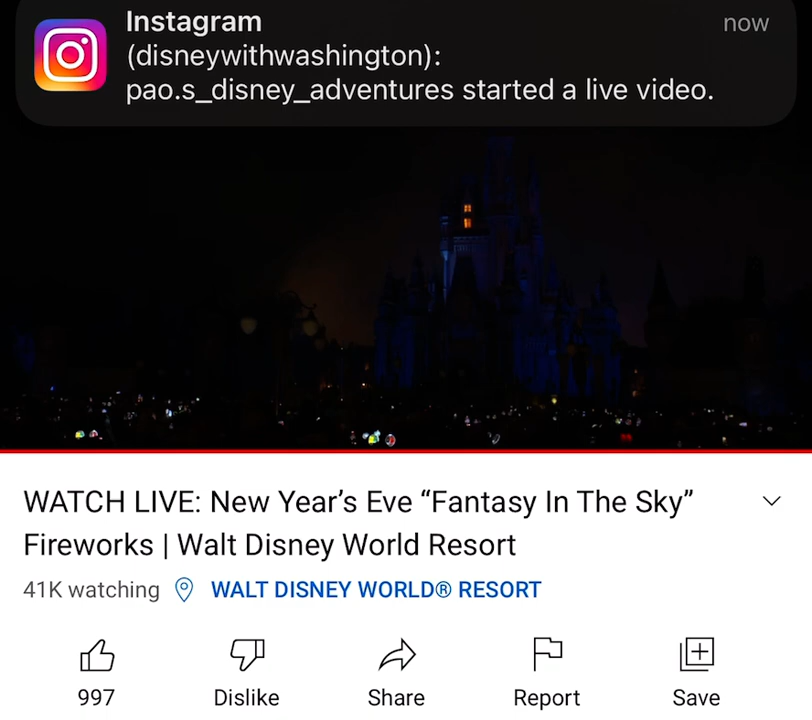 Instagram
now
(disneywithwashington):
pao.s_disney_adventures started a live video.
WATCH LIVE: New Year’s Eve “Fantasy In The Sky”
Fireworks | Walt Disney World Resort
41K watching WALT DISNEY WORLD® RESORT
997 Dislike Share Report Save